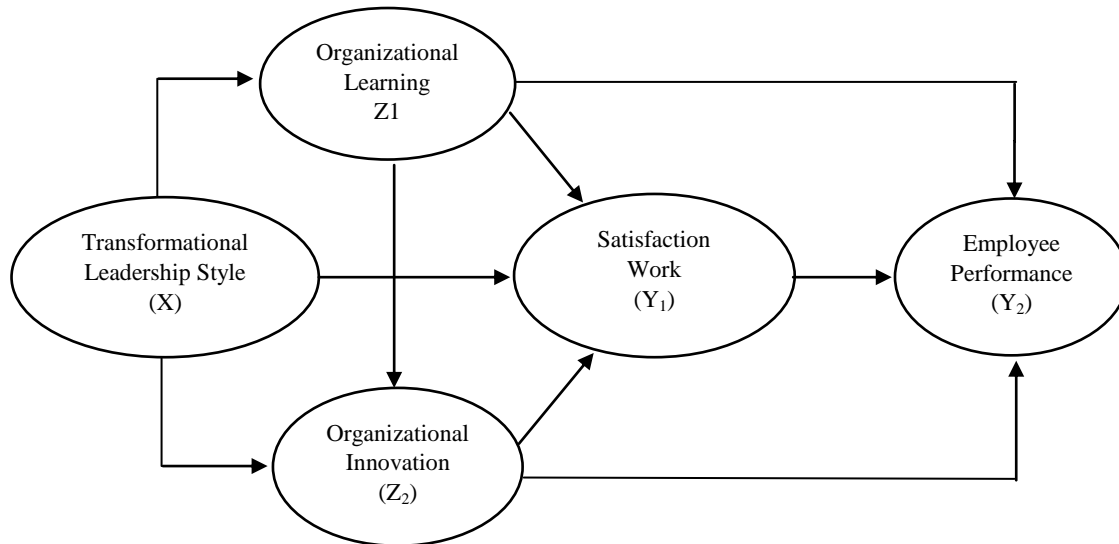 Organizational
Learning
Z1
Transformational
Leadership Style
(X)
Satisfaction
Work
(Y₁)
Employee
Performance
(Y₂)
Organizational
Innovation
(Z₂)